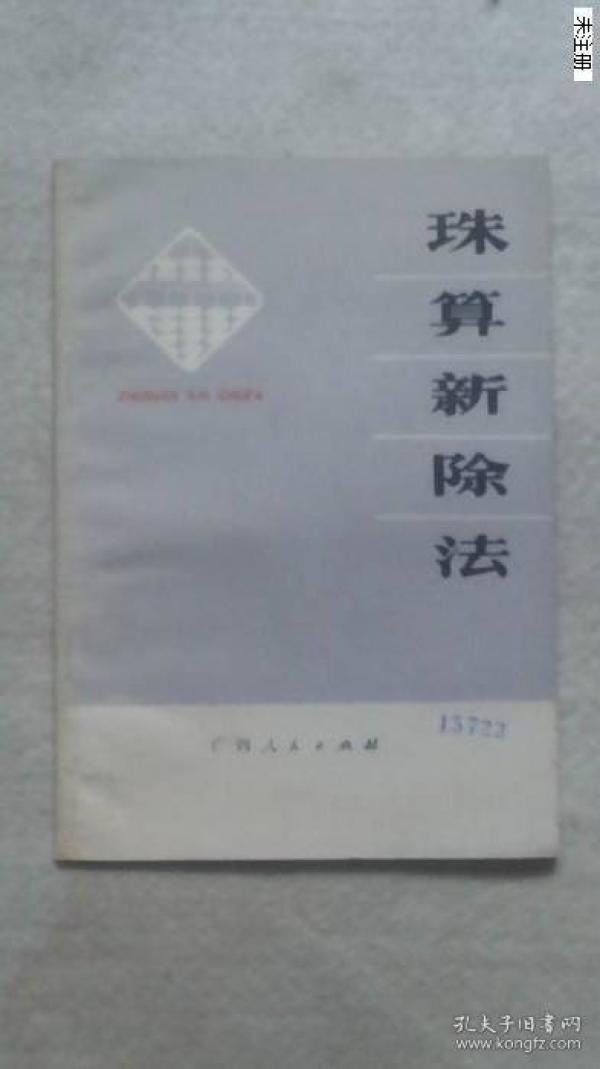 未注册
珠算新除法
ZHUSUAN XIN CHUFA
广西人民出版社
15722
孔夫子旧书网
www.kongfz.com